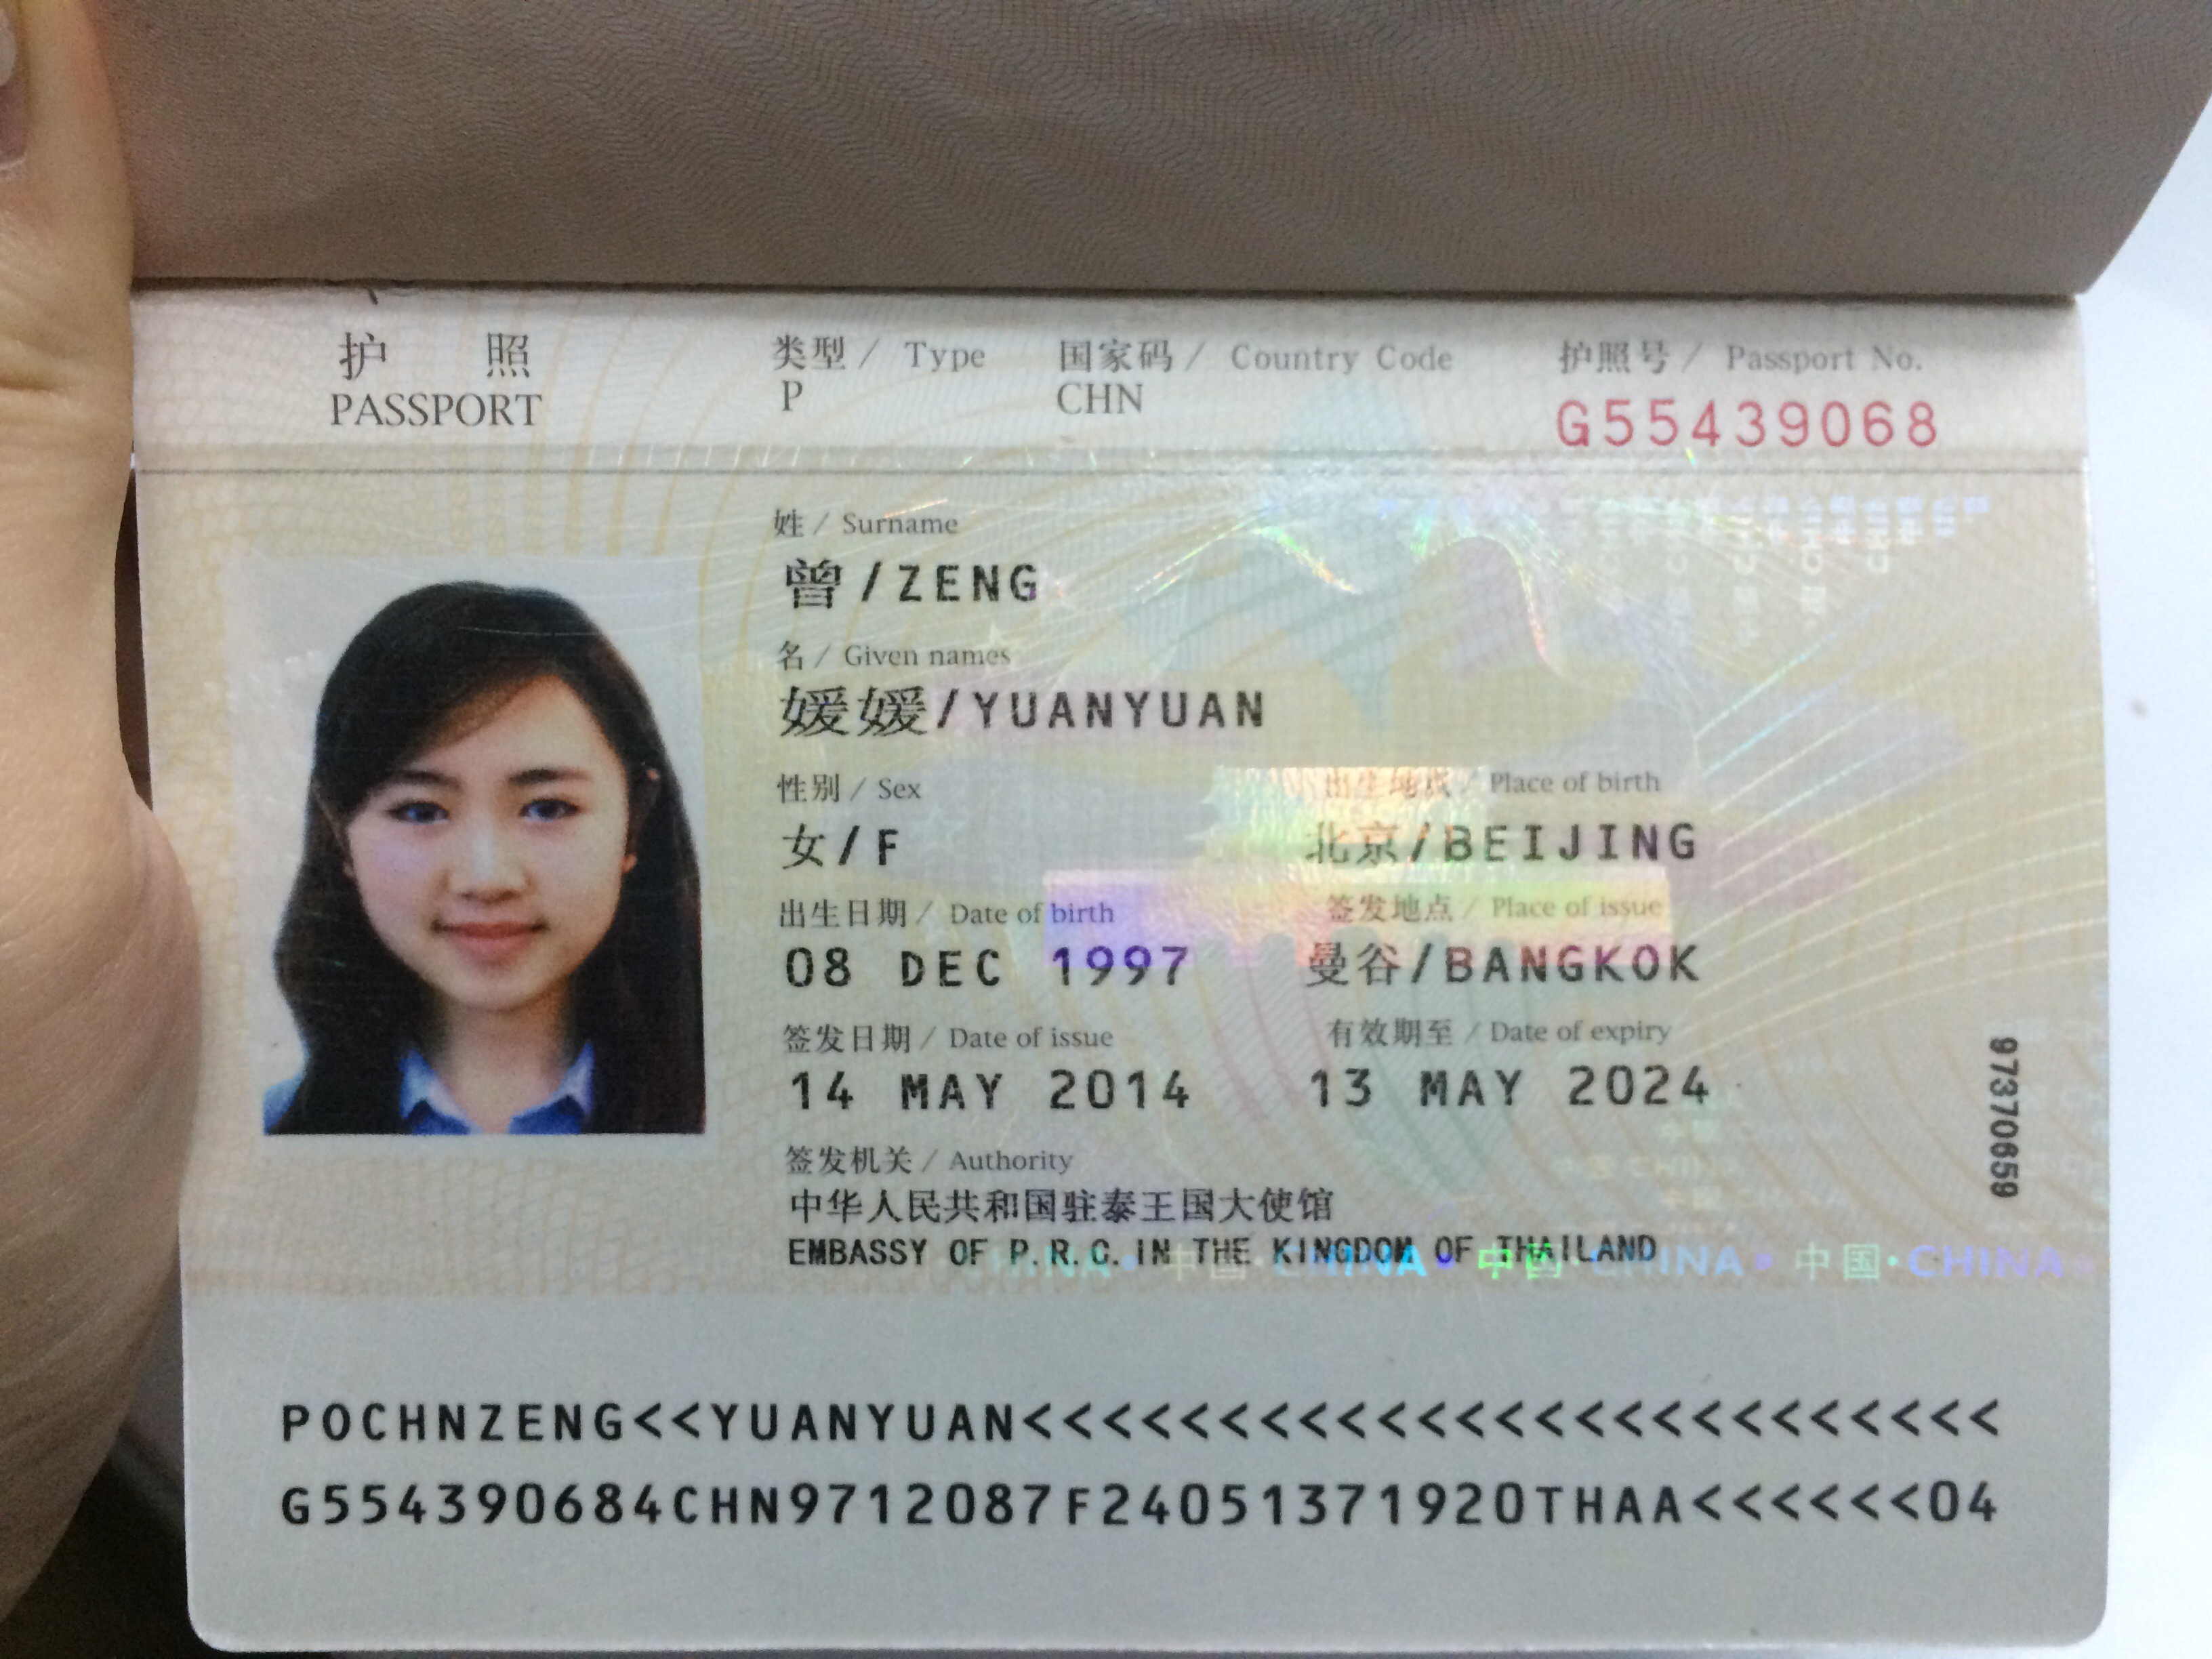 护 照
PASSPORT
类型 / Type
P
国家码 / Country Code
CHN
护照号 / Passport No.
G55439068
姓 / Surname
曾/ZENG
名 / Given names
媛媛/YUANYUAN
性别 / Sex
女/F
出生地点 / Place of birth
北京/BEIJING
出生日期 / Date of birth
08 DEC 1997
签发地点 / Place of issue
曼谷/BANGKOK
签发日期 / Date of issue
14 MAY 2014
有效期至 / Date of expiry
13 MAY 2024
签发机关 / Authority
中华人民共和国驻泰王国大使馆
EMBASSY OF P.R.C. IN THE KINGDOM OF THAILAND
97370659
中国·CHINA·中国·CHINA·中国·CHINA
POCHNZENG<<YUANYUAN<<<<<<<<<<<<<<<<<<<<<<<<<
G554390684CHN9712087F24051371920THAA<<<<<<04